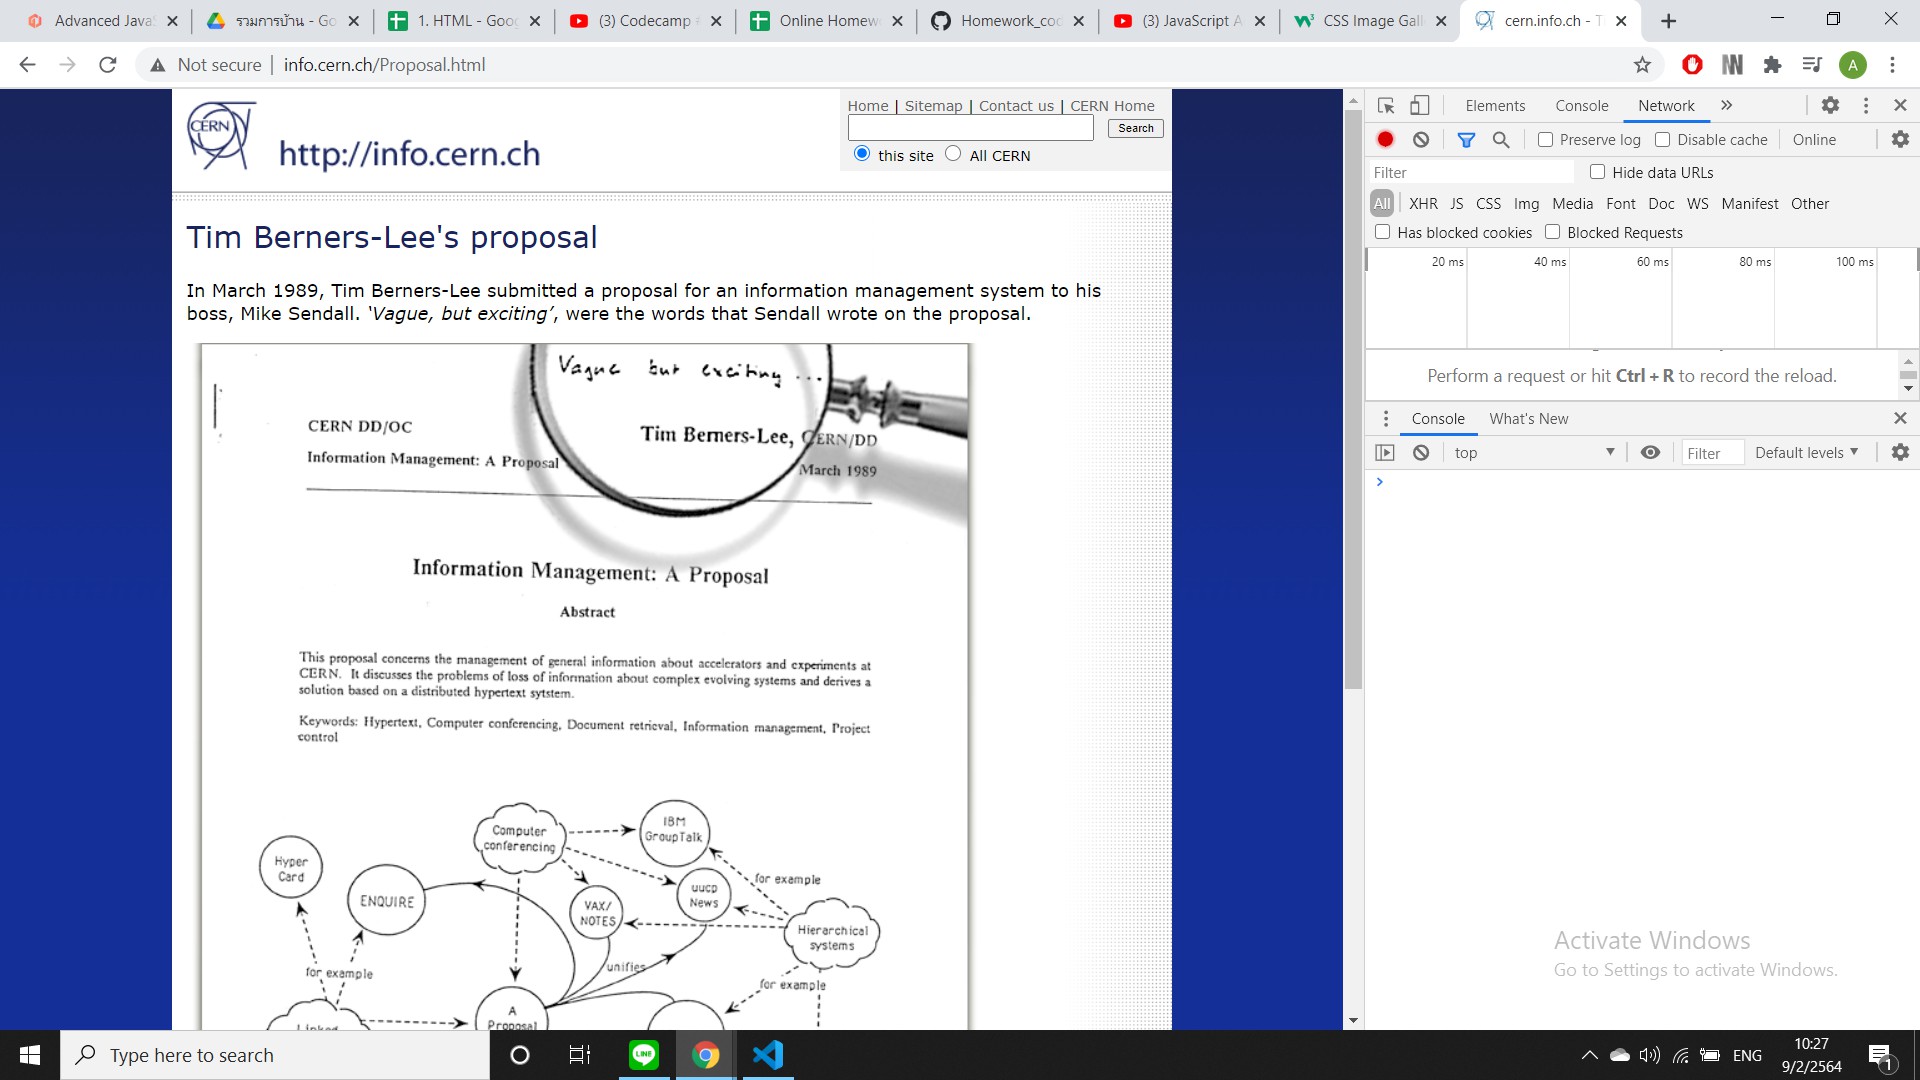 Advanced Java
รวมการบ้าน - Go
1. HTML - Goo
(3) Codecamp
Online Homew
Homework_coc
(3) JavaScript A
CSS Image Gall
cern.info.ch - T
Not secure
info.cern.ch/Proposal.html
A
CERN
http://info.cern.ch
Home | Sitemap | Contact us | CERN Home
Search
this site All CERN
Tim Berners-Lee's proposal
In March 1989, Tim Berners-Lee submitted a proposal for an information management system to his
boss, Mike Sendall. ‘Vague, but exciting’, were the words that Sendall wrote on the proposal.
Vague but exciting ...
CERN DD/OC
Tim Berners-Lee, CERN/DD
Information Management: A Proposal
March 1989
Information Management: A Proposal
Abstract
This proposal concerns the management of general information about accelerators and experiments at
CERN. It discusses the problems of loss of information about complex evolving systems and derives a
solution based on a distributed hypertext sytstem.
Keywords: Hypertext, Computer conferencing, Document retrieval, Information management, Project
control
Computer
conferencing
IBM
GroupTalk
Hyper
Card
ENQUIRE
VAX/
NOTES
uucp
News
for example
Hierarchical
systems
for example
unifies
for example
Linked
A
Proposal
Elements Console Network
Preserve log Disable cache Online
Filter
Hide data URLs
All XHR JS CSS Img Media Font Doc WS Manifest Other
Has blocked cookies Blocked Requests
20 ms 40 ms 60 ms 80 ms 100 ms
Perform a request or hit Ctrl + R to record the reload.
Console What's New
top Filter Default levels
Activate Windows
Go to Settings to activate Windows.
Type here to search
LINE
ENG
10:27
9/2/2564
1